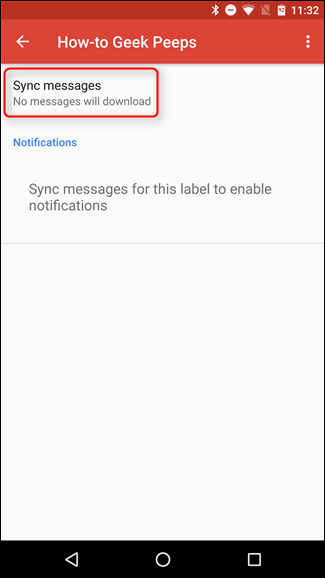 11:32
How-to Geek Peeps
Sync messages
No messages will download
Notifications
Sync messages for this label to enable
notifications